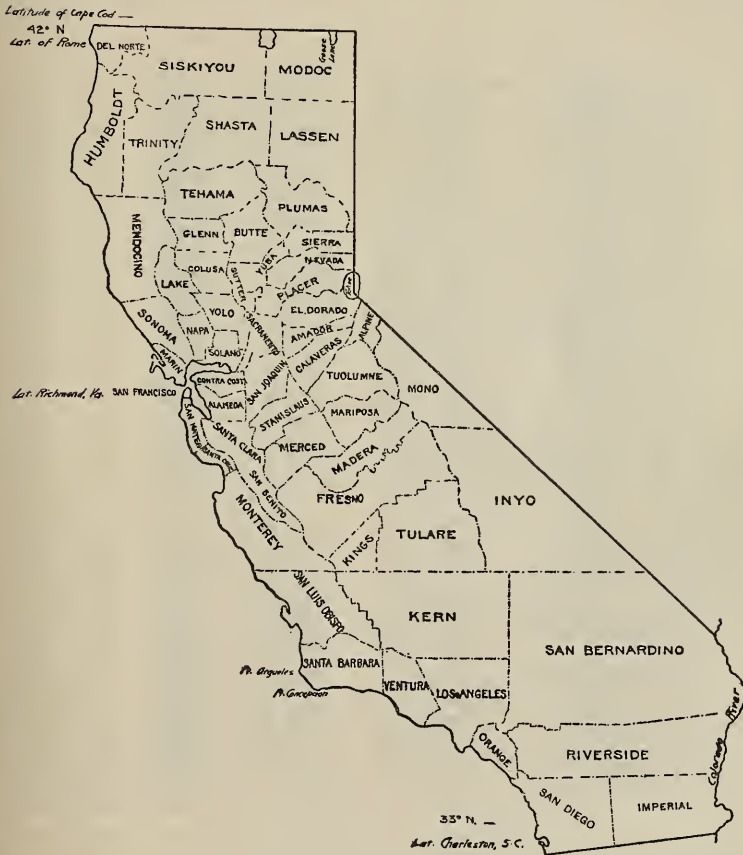 Latitude of Cape Cod
42° N
Lat. of Rome
DEL NORTE
SISKIYOU
MODOC
Goose Lake
HUMBOLDT
TRINITY
SHASTA
LASSEN
TEHAMA
PLUMAS
MENDOCINO
GLENN
BUTTE
SIERRA
NEVADA
YUBA
COLUSA
SUTTER
PLACER
LAKE
EL DORADO
YOLO
SONOMA
NAPA
SACRAMENTO
AMADOR
ALPINE
SOLANO
CALAVERAS
MARIN
CONTRA COSTA
SAN JOAQUIN
TUOLUMNE
MONO
Lat. Richmond, Va. SAN FRANCISCO
ALAMEDA
STANISLAUS
MARIPOSA
SAN MATEO
SANTA CLARA
SANTA CRUZ
MERCED
MADERA
SAN BENITO
FRESNO
INYO
MONTEREY
KINGS
TULARE
SAN LUIS OBISPO
KERN
SAN BERNARDINO
Pt. Arguello
SANTA BARBARA
Pt. Concepcion
VENTURA
LOS ANGELES
ORANGE
RIVERSIDE
Colorado River
SAN DIEGO
IMPERIAL
33° N.
Lat. Charleston, S.C.